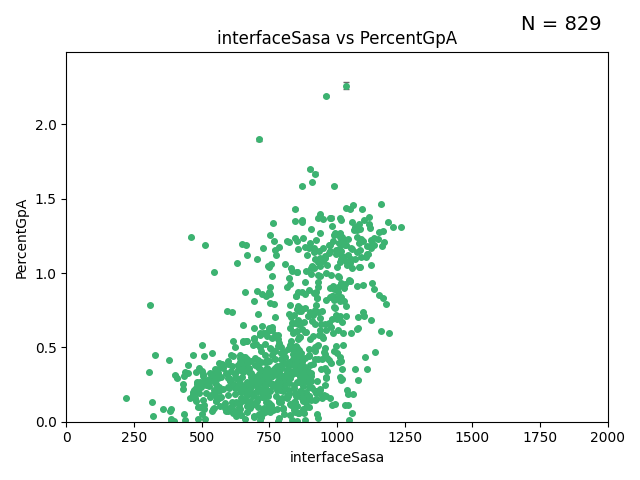 N = 829
interfaceSasa vs PercentGpA
PercentGpA
2.0
1.5
1.0
0.5
0.0
0 250 500 750 1000 1250 1500 1750 2000
interfaceSasa